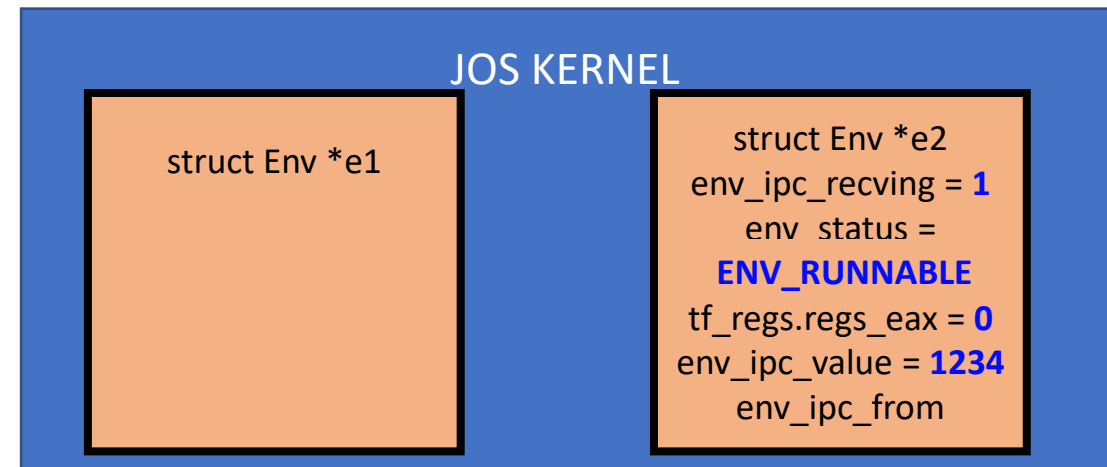 JOS KERNEL
struct Env *e1
struct Env *e2
env_ipc_recving = 1
env_status =
ENV_RUNNABLE
tf_regs.regs_eax = 0
env_ipc_value = 1234
env_ipc_from